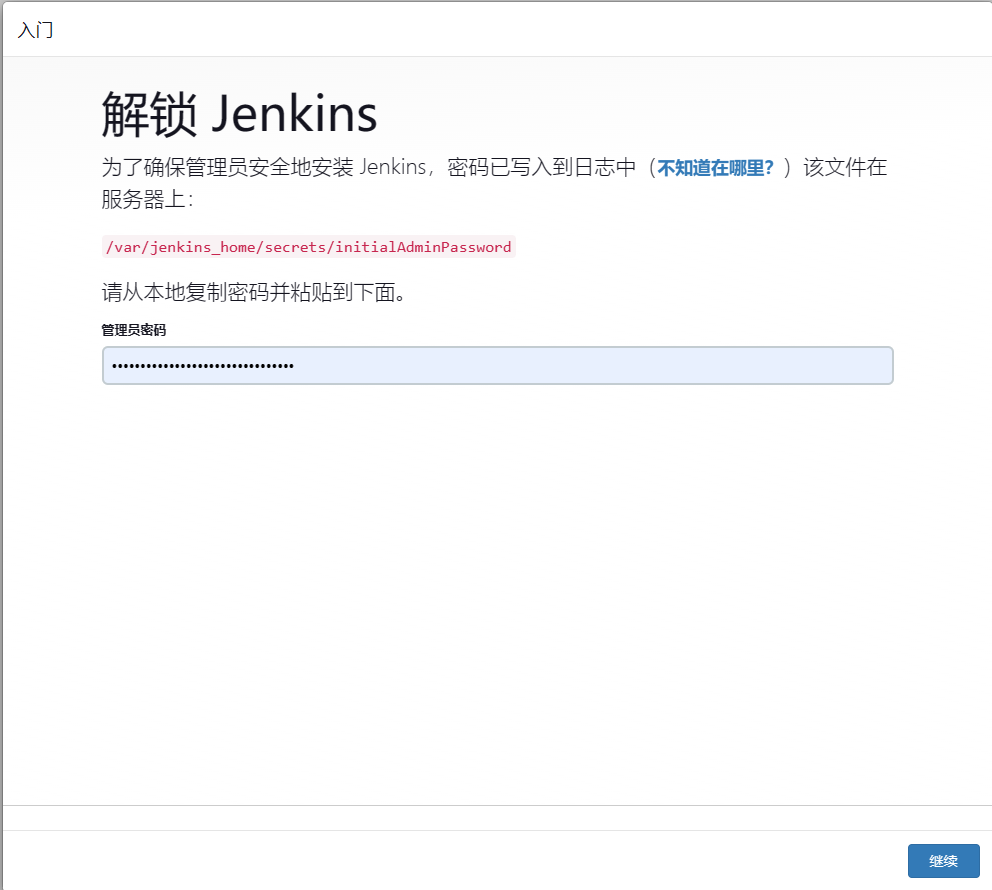 入门
解锁 Jenkins
为了确保管理员安全地安装 Jenkins，密码已写入到日志中（不知道在哪里？）该文件在
服务器上：
/var/jenkins_home/secrets/initialAdminPassword
请从本地复制密码并粘贴到下面。
管理员密码
••••••••••••••••••••••••••••••••
继续